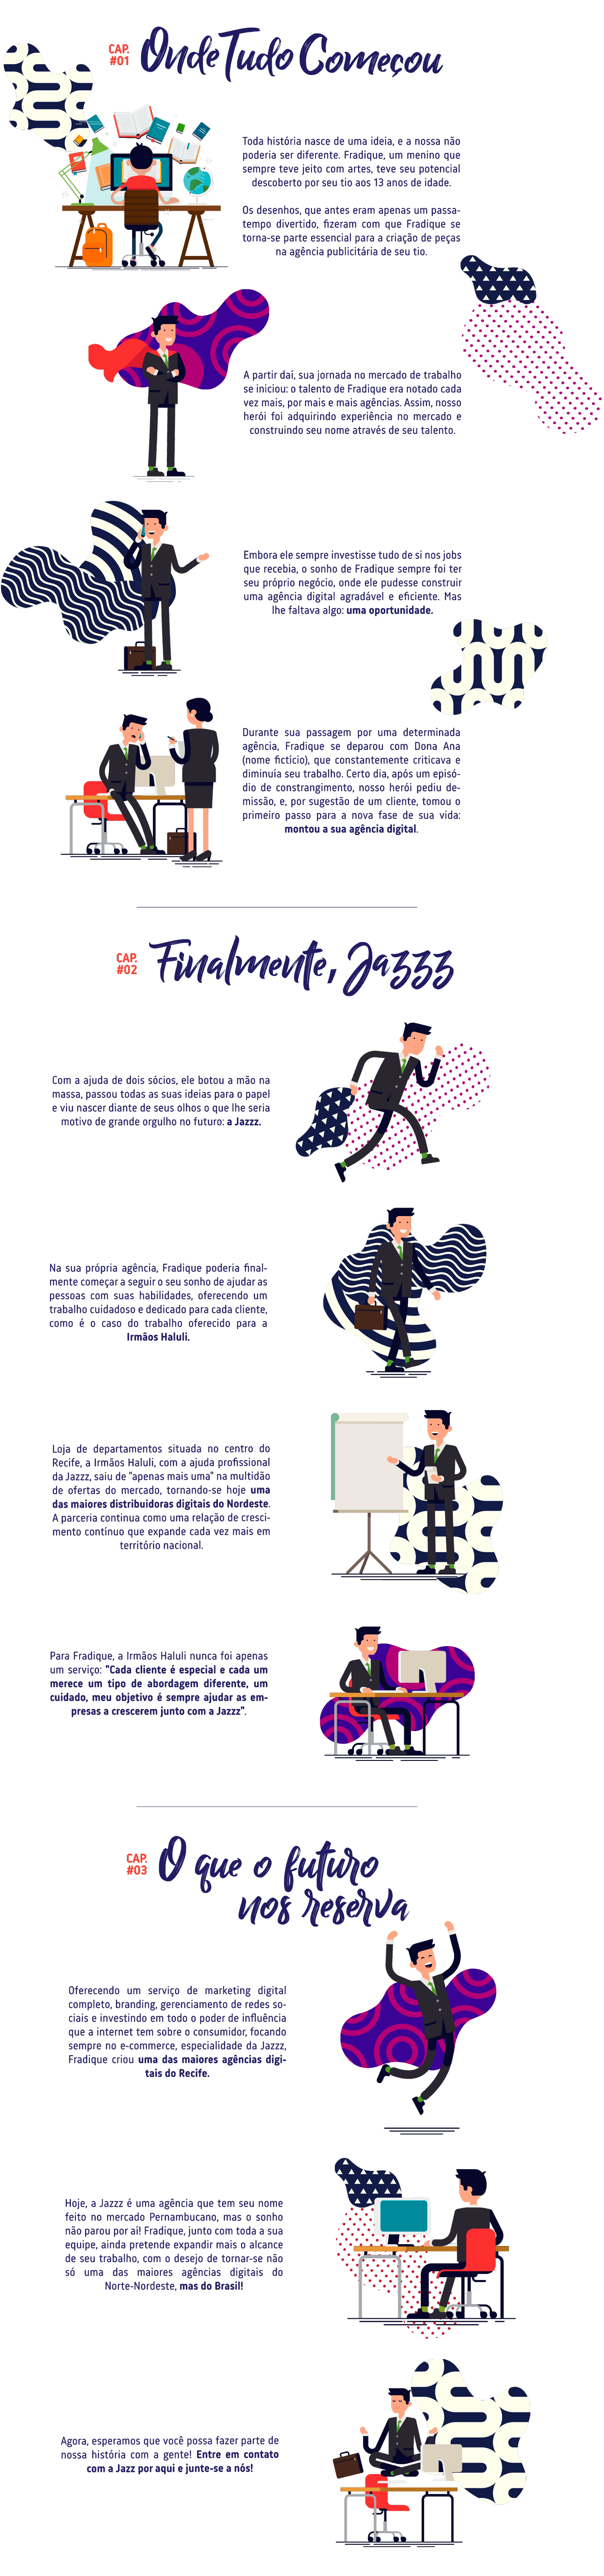 CAP.
#01
Onde Tudo Começou
Toda história nasce de uma ideia, e a nossa não
poderia ser diferente. Fradique, um menino que
sempre teve jeito com artes, teve seu potencial
descoberto por seu tio aos 13 anos de idade.
Os desenhos, que antes eram apenas um passa-
tempo divertido, fizeram com que Fradique se
torna-se parte essencial para a criação de peças
na agência publicitária de seu tio.
A partir daí, sua jornada no mercado de trabalho
se iniciou: o talento de Fradique era notado cada
vez mais, por mais e mais agências. Assim, nosso
herói foi adquirindo experiência no mercado e
construindo seu nome através de seu talento.
Embora ele sempre investisse tudo de si nos jobs
que recebia, o sonho de Fradique sempre foi ter
seu próprio negócio, onde ele pudesse construir
uma agência digital agradável e eficiente. Mas
lhe faltava algo: uma oportunidade.
Durante sua passagem por uma determinada
agência, Fradique se deparou com Dona Ana
(nome fictício), que constantemente criticava e
diminuía seu trabalho. Certo dia, após um episó-
dio de constrangimento, nosso herói pediu de-
missão, e, por sugestão de um cliente, tomou o
primeiro passo para a nova fase de sua vida:
montou a sua agência digital.
CAP.
#02
Finalmente, Jazzz
Com a ajuda de dois sócios, ele botou a mão na
massa, passou todas as suas ideias para o papel
e viu nascer diante de seus olhos o que lhe seria
motivo de grande orgulho no futuro: a Jazzz.
Na sua própria agência, Fradique poderia final-
mente começar a seguir o seu sonho de ajudar as
pessoas com suas habilidades, oferecendo um
trabalho cuidadoso e dedicado para cada cliente,
como é o caso do trabalho oferecido para a
Irmãos Haluli.
Loja de departamentos situada no centro do
Recife, a Irmãos Haluli, com a ajuda profissional
da Jazzz, saiu de "apenas mais uma" na multidão
de ofertas do mercado, tornando-se hoje uma
das maiores distribuidoras digitais do Nordeste.
A parceria continua como uma relação de cresci-
mento contínuo que expande cada vez mais em
território nacional.
Para Fradique, a Irmãos Haluli nunca foi apenas
um serviço: "Cada cliente é especial e cada um
merece um tipo de abordagem diferente, um
cuidado, meu objetivo é sempre ajudar as em-
presas a crescerem junto com a Jazzz".
CAP.
#03
O que o futuro
nos reserva
Oferecendo um serviço de marketing digital
completo, branding, gerenciamento de redes so-
ciais e investindo em todo o poder de influência
que a internet tem sobre o consumidor, focando
sempre no e-commerce, especialidade da Jazzz,
Fradique criou uma das maiores agências digi-
tais do Recife.
Hoje, a Jazzz é uma agência que tem seu nome
feito no mercado Pernambucano, mas o sonho
não parou por aí! Fradique, junto com toda a sua
equipe, ainda pretende expandir mais o alcance
de seu trabalho, com o desejo de tornar-se não
só uma das maiores agências digitais do
Norte-Nordeste, mas do Brasil!
Agora, esperamos que você possa fazer parte de
nossa história com a gente! Entre em contato
com a Jazz por aqui e junte-se a nós!